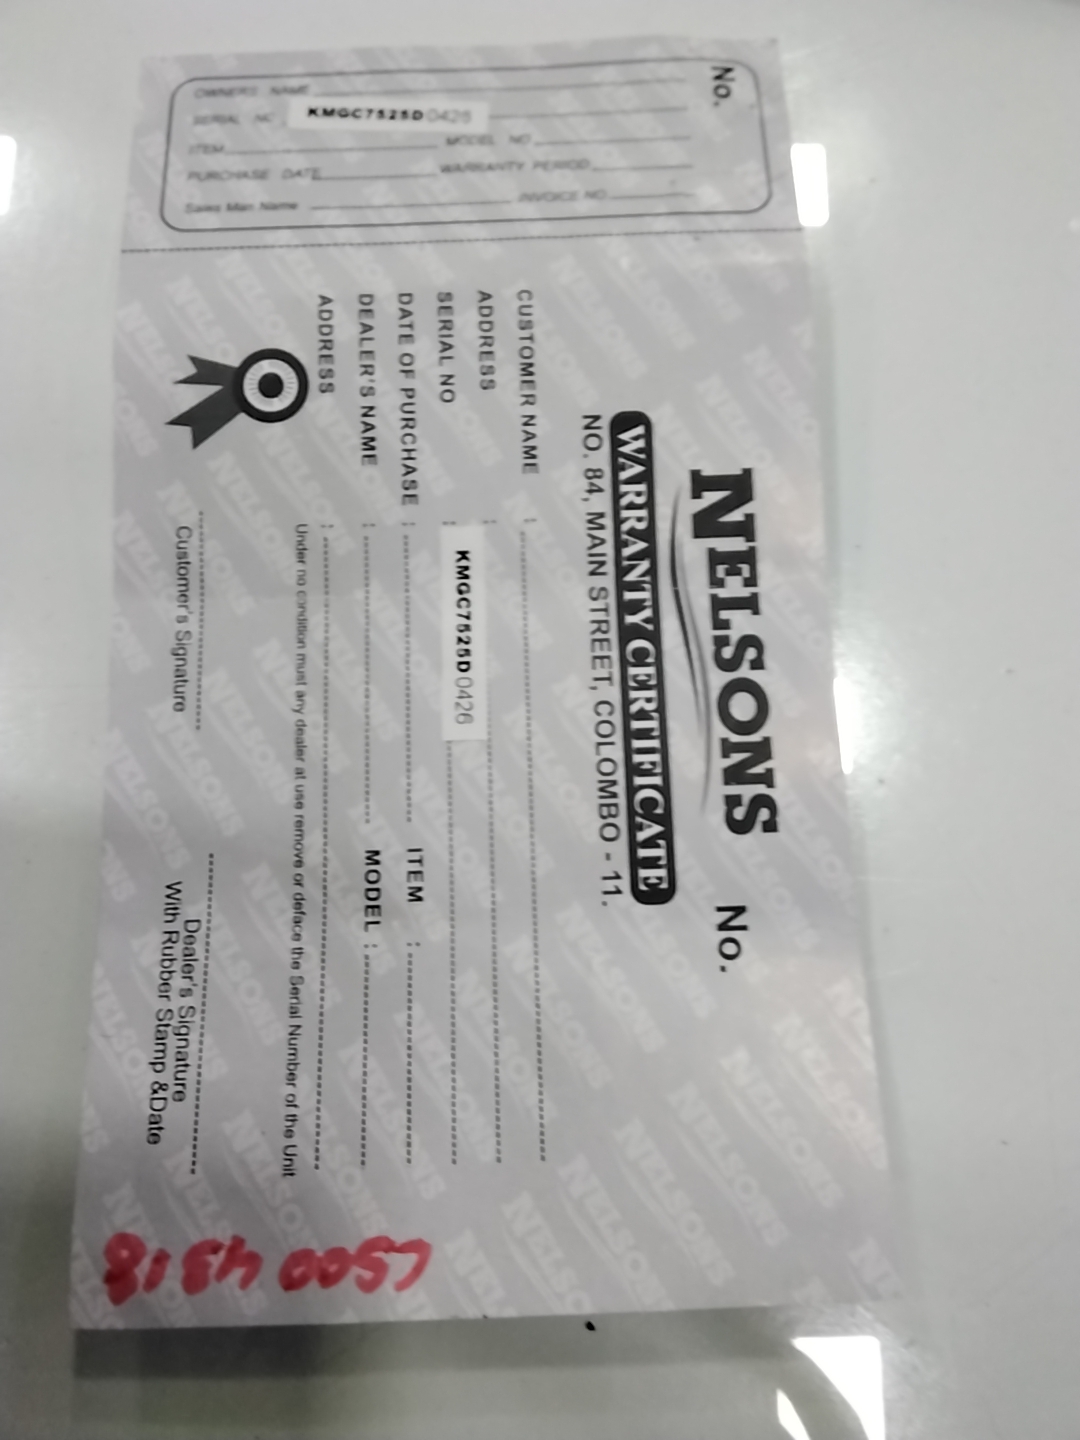 No.
OWNERS NAME
SERIAL NO KMGC7525D0426
ITEM MODEL NO
PURCHASE DATE WARRANTY PERIOD
Sales Man Name INVOICE NO
NELSONS No.
WARRANTY CERTIFICATE
NO. 84, MAIN STREET, COLOMBO - 11.
CUSTOMER NAME :
ADDRESS :
SERIAL NO : KMGC7525D0426
DATE OF PURCHASE : ITEM :
DEALER'S NAME : MODEL :
ADDRESS :
Under no condition must any dealer at use remove or deface the Serial Number of the Unit
Customer's Signature
Dealer's Signature
With Rubber Stamp &Date